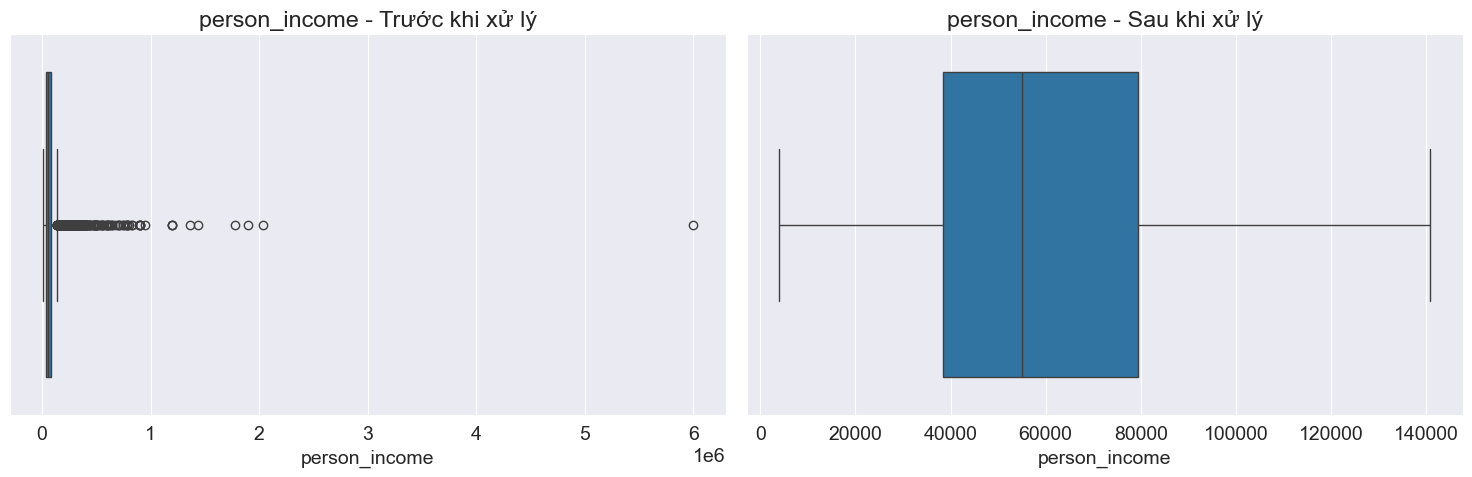 person_income - Trước khi xử lý
0 1 2 3 4 5 6
1e6
person_income
person_income - Sau khi xử lý
0 20000 40000 60000 80000 100000 120000 140000
person_income